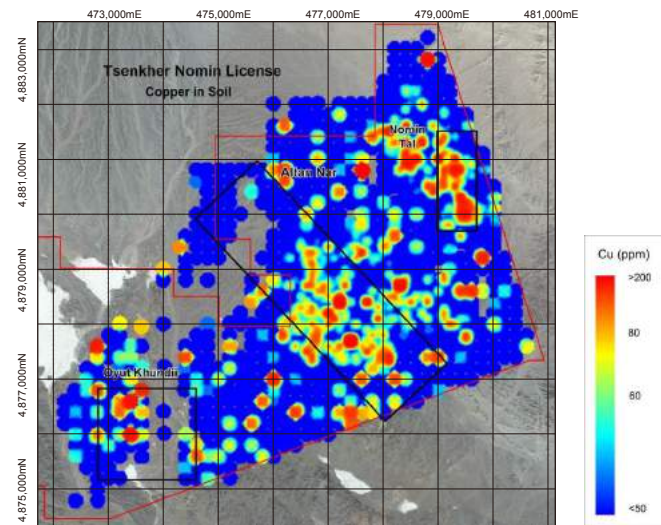 473,000mE 475,000mE 477,000mE 479,000mE 481,000mE
4,883,000mN
4,881,000mN
4,879,000mN
4,877,000mN
4,875,000mN
Tsenkher Nomin License
Copper in Soil
Nomin
Tal
Altan Nar
Oyut Khundii
Cu (ppm)
>200
80
60
<50